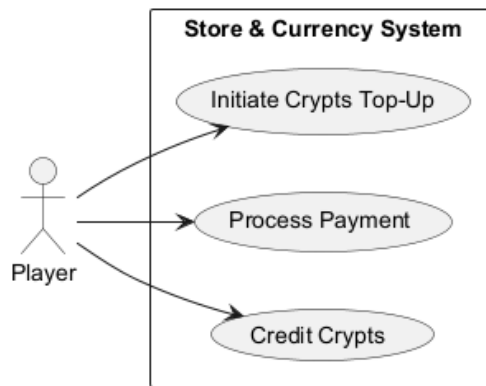 Store & Currency System
Initiate Crypts Top-Up
Process Payment
Player
Credit Crypts